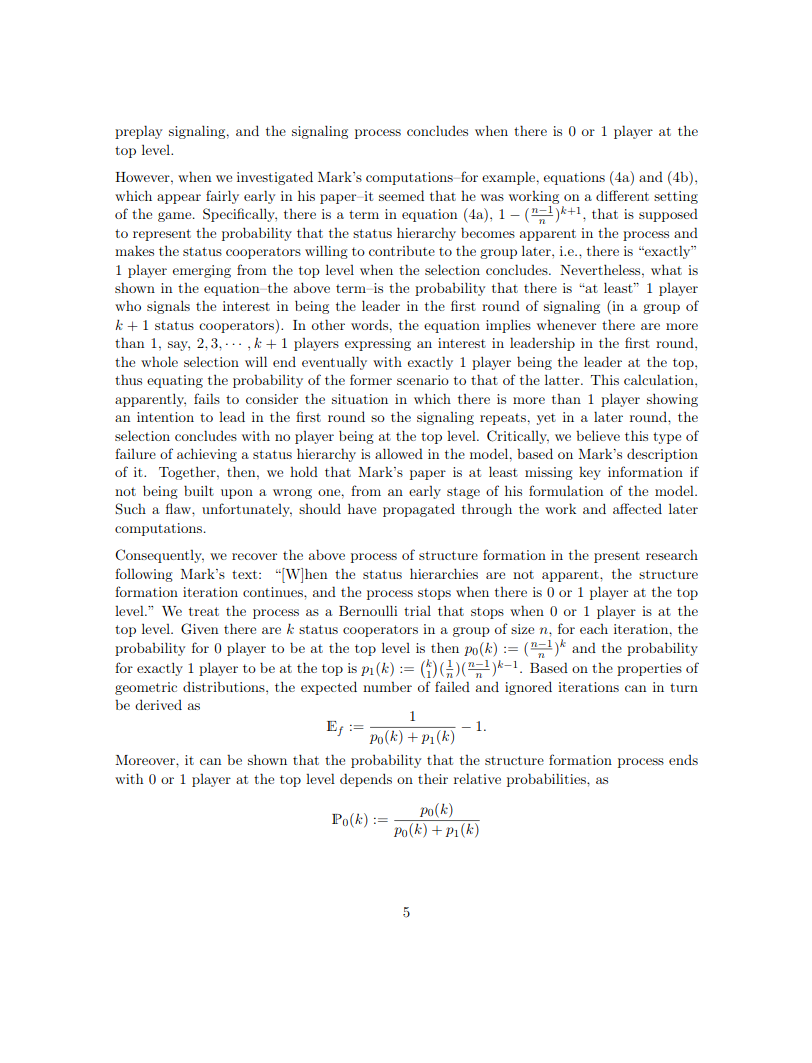 preplay signaling, and the signaling process concludes when there is 0 or 1 player at the
top level.
However, when we investigated Mark's computations–for example, equations (4a) and (4b),
which appear fairly early in his paper–it seemed that he was working on a different setting
of the game. Specifically, there is a term in equation (4a), 1 − (\frac{n−1}{n})^{k+1}, that is supposed
to represent the probability that the status hierarchy becomes apparent in the process and
makes the status cooperators willing to contribute to the group later, i.e., there is “exactly”
1 player emerging from the top level when the selection concludes. Nevertheless, what is
shown in the equation–the above term–is the probability that there is “at least” 1 player
who signals the interest in being the leader in the first round of signaling (in a group of
k + 1 status cooperators). In other words, the equation implies whenever there are more
than 1, say, 2, 3, · · · , k + 1 players expressing an interest in leadership in the first round,
the whole selection will end eventually with exactly 1 player being the leader at the top,
thus equating the probability of the former scenario to that of the latter. This calculation,
apparently, fails to consider the situation in which there is more than 1 player showing
an intention to lead in the first round so the signaling repeats, yet in a later round, the
selection concludes with no player being at the top level. Critically, we believe this type of
failure of achieving a status hierarchy is allowed in the model, based on Mark's description
of it. Together, then, we hold that Mark's paper is at least missing key information if
not being built upon a wrong one, from an early stage of his formulation of the model.
Such a flaw, unfortunately, should have propagated through the work and affected later
computations.
Consequently, we recover the above process of structure formation in the present research
following Mark's text: “[W]hen the status hierarchies are not apparent, the structure
formation iteration continues, and the process stops when there is 0 or 1 player at the top
level.” We treat the process as a Bernoulli trial that stops when 0 or 1 player is at the
top level. Given there are k status cooperators in a group of size n, for each iteration, the
probability for 0 player to be at the top level is then p_0(k) := (\frac{n−1}{n})^k and the probability
for exactly 1 player to be at the top is p_1(k) := \binom{k}{1}(\frac{1}{n})(\frac{n−1}{n})^{k−1}. Based on the properties of
geometric distributions, the expected number of failed and ignored iterations can in turn
be derived as
𝔼_f := \frac{1}{p_0(k) + p_1(k)} − 1.
Moreover, it can be shown that the probability that the structure formation process ends
with 0 or 1 player at the top level depends on their relative probabilities, as
ℙ_0(k) := \frac{p_0(k)}{p_0(k) + p_1(k)}
5